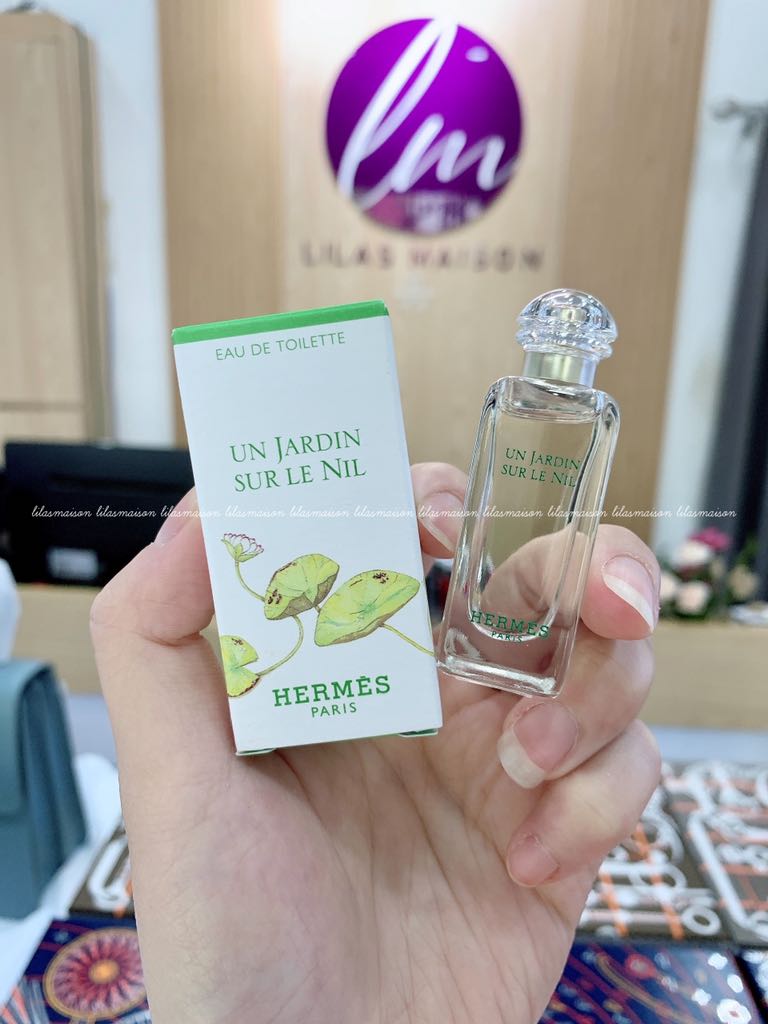 lm
LILAS MAISON
EAU DE TOILETTE
UN JARDIN
SUR LE NIL
HERMÈS
PARIS
UN JARDIN
SUR LE NIL
HERMÈS
PARIS
lilasmaison lilasmaison lilasmaison lilasmaison lilasmaison lilasmaison lilasmaison lilasmaison lilasmaison lilasmaison lilasmaison